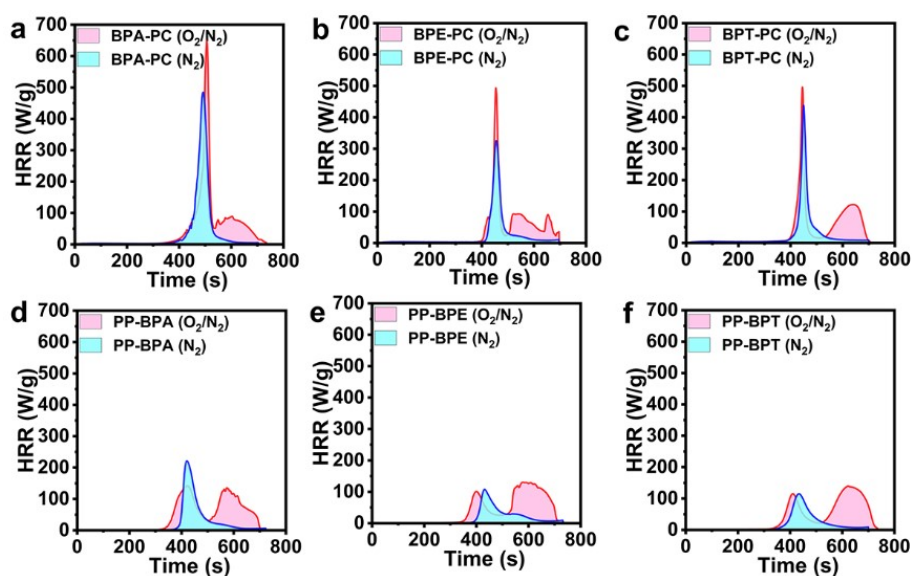 a
BPA-PC (O₂/N₂)
BPA-PC (N₂)
HRR (W/g)
700
600
500
400
300
200
100
0
0 200 400 600 800
Time (s)
b
BPE-PC (O₂/N₂)
BPE-PC (N₂)
HRR (W/g)
700
600
500
400
300
200
100
0
0 200 400 600 800
Time (s)
c
BPT-PC (O₂/N₂)
BPT-PC (N₂)
HRR (W/g)
700
600
500
400
300
200
100
0
0 200 400 600 800
Time (s)
d
PP-BPA (O₂/N₂)
PP-BPA (N₂)
HRR (W/g)
700
600
500
400
300
200
100
0
0 200 400 600 800
Time (s)
e
PP-BPE (O₂/N₂)
PP-BPE (N₂)
HRR (W/g)
700
600
500
400
300
200
100
0
0 200 400 600 800
Time (s)
f
PP-BPT (O₂/N₂)
PP-BPT (N₂)
HRR (W/g)
700
600
500
400
300
200
100
0
0 200 400 600 800
Time (s)